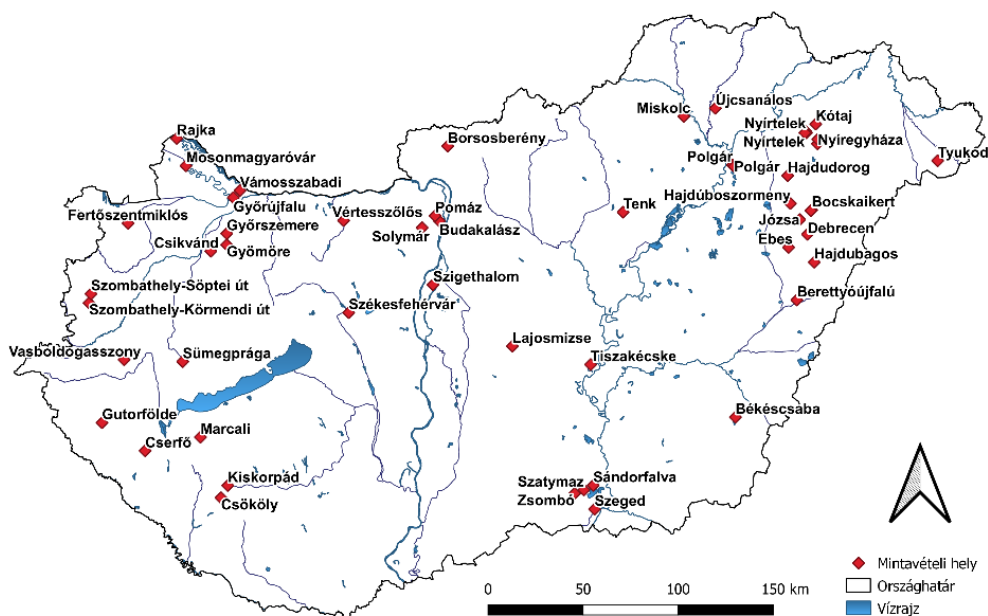 Újcsanálos
Miskolc
Kótaj
Nyírtelek
Nyírtelek
Nyíregyháza
Rajka
Borsosberény
Tyukod
Mosonmagyaróvár
Polgár
Polgár
Hajdudorog
Vámosszabadi
Győrújfalu
Hajdúboszormeny
Fertőszentmiklós
Vértesszőlős
Pomáz
Tenk
Bocskaikert
Győrszemere
Solymár
Budakalász
Józsa
Debrecen
Csikvánd
Gyömöre
Ebes
Hajdubagos
Szombathely-Söptei út
Szigethalom
Szombathely-Körmendi út
Székesfehérvár
Berettyóújfalú
Vasboldogasszony
Sümegprága
Lajosmizse
Tiszakécske
Gutorfölde
Marcali
Békéscsaba
Cserfő
Kiskorpád
Csököly
Szatymaz
Sándorfalva
Zsombó
Szeged
Mintavételi hely
Országhatár
Vízrajz
0 50 100 150 km